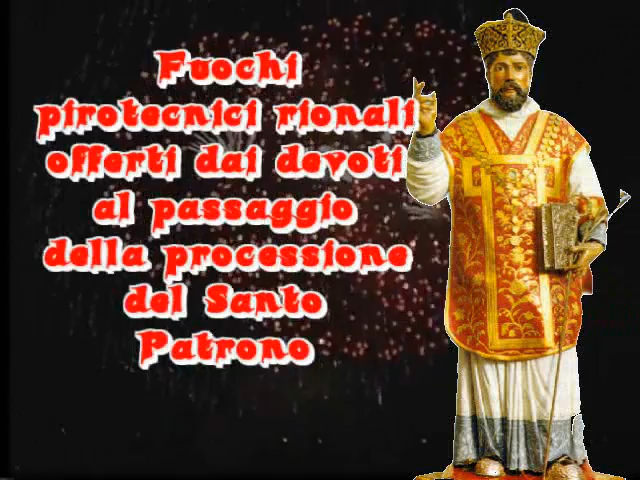 Fuochi
pirotecnici rionali
offerti dai devoti
al passaggio
della processione
del Santo
Patrono